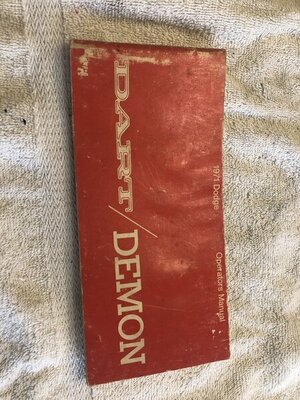 1971 Dodge
Operators Manual
DART/DEMON